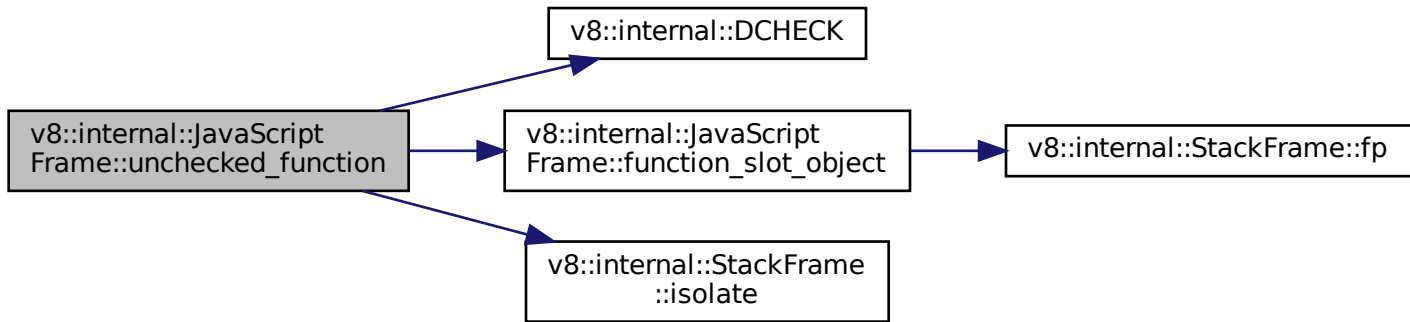 v8::internal::DCHECK
v8::internal::JavaScript
Frame::unchecked_function
v8::internal::JavaScript
Frame::function_slot_object
v8::internal::StackFrame::fp
v8::internal::StackFrame
::isolate